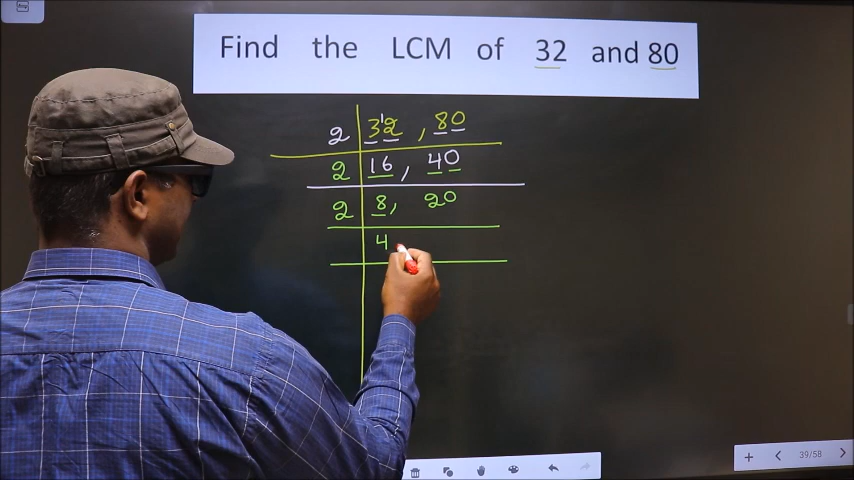 Find the LCM of 32 and 80
2 32 , 80
2 16 , 40
2 8, 20
4
39/58